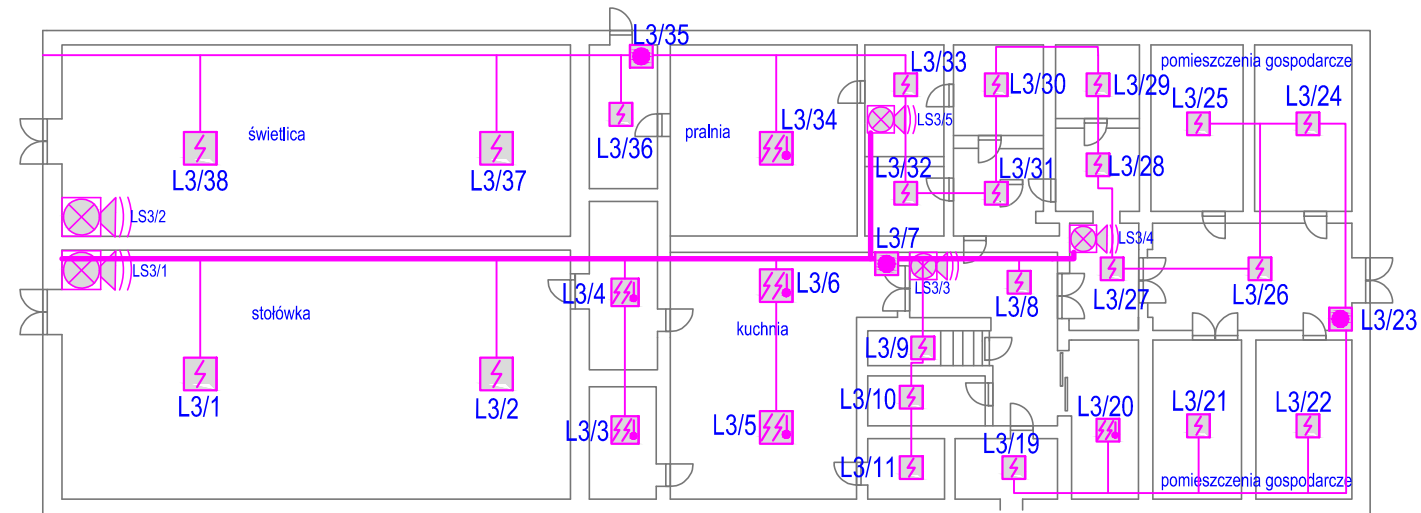 L3/35
L3/33
L3/30
L3/29
pomieszczenia gospodarcze
L3/25
L3/24
świetlica
pralnia
L3/34
LS3/5
L3/36
L3/38
L3/37
L3/32
L3/31
L3/28
LS3/2
L3/7
LS3/4
LS3/1
L3/4
L3/6
LS3/3
L3/8
L3/27
L3/26
stołówka
kuchnia
L3/23
L3/9
L3/1
L3/2
L3/10
L3/3
L3/5
L3/20
L3/21
L3/22
L3/11
L3/19
pomieszczenia gospodarcze